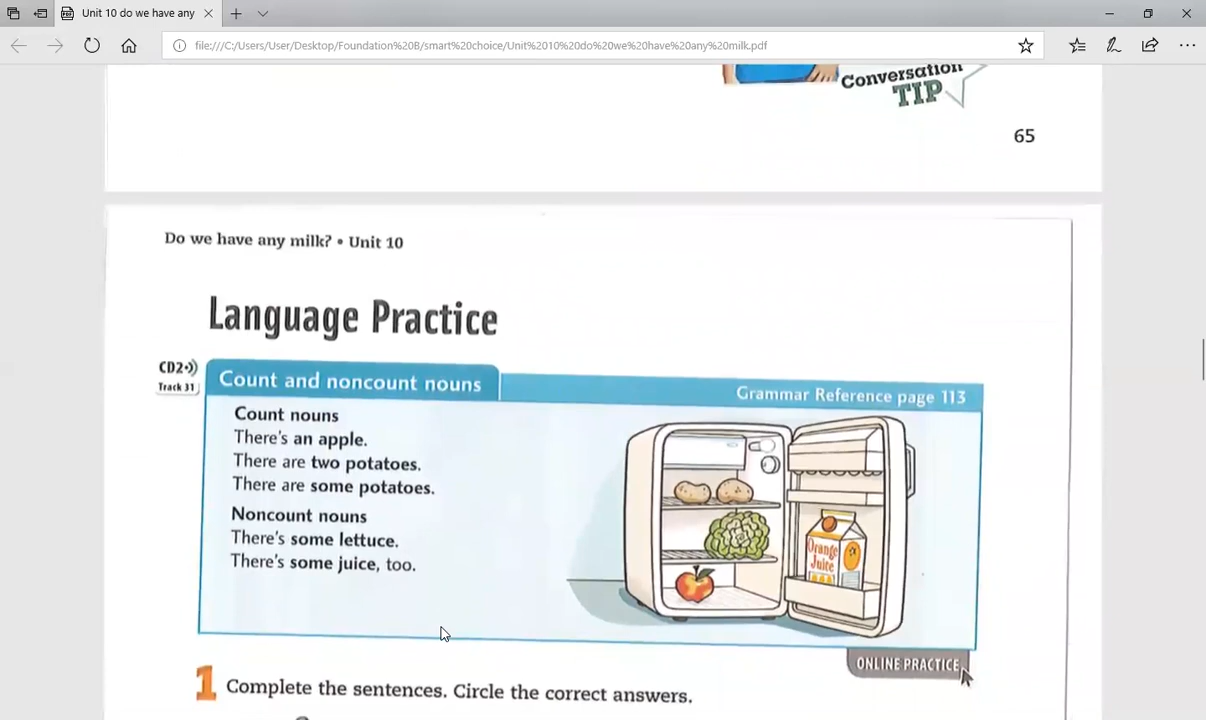 Unit 10 do we have any
file:///C:/Users/User/Desktop/Foundation%20B/smart%20choice/Unit%2010%20do%20we%20have%20any%20milk.pdf
Conversation
TIP
65
Do we have any milk? • Unit 10
Language Practice
CD2
Track 31
Count and noncount nouns
Grammar Reference page 113
Count nouns
There's an apple.
There are two potatoes.
There are some potatoes.
Noncount nouns
There's some lettuce.
There's some juice, too.
Orange
Juice
ONLINE PRACTICE
1 Complete the sentences. Circle the correct answers.